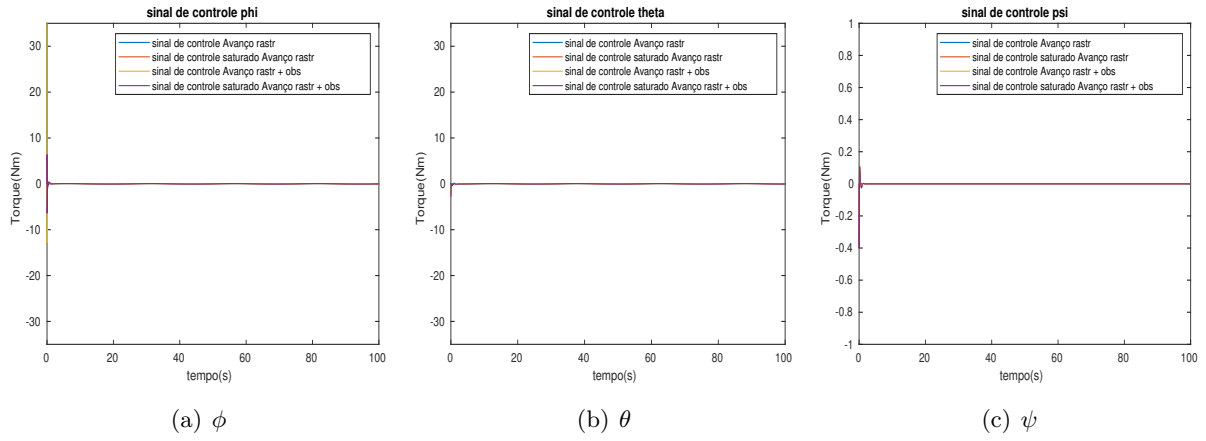 sinal de controle phi
sinal de controle Avanço rastr
sinal de controle saturado Avanço rastr
sinal de controle Avanço rastr + obs
sinal de controle saturado Avanço rastr + obs
Torque(Nm)
30
20
10
0
-10
-20
-30
0 20 40 60 80 100
tempo(s)
(a) ϕ
sinal de controle theta
sinal de controle Avanço rastr
sinal de controle saturado Avanço rastr
sinal de controle Avanço rastr + obs
sinal de controle saturado Avanço rastr + obs
Torque(Nm)
30
20
10
0
-10
-20
-30
0 20 40 60 80 100
tempo(s)
(b) θ
sinal de controle psi
sinal de controle Avanço rastr
sinal de controle saturado Avanço rastr
sinal de controle Avanço rastr + obs
sinal de controle saturado Avanço rastr + obs
Torque(Nm)
1
0.8
0.6
0.4
0.2
0
-0.2
-0.4
-0.6
-0.8
-1
0 20 40 60 80 100
tempo(s)
(c) ψ